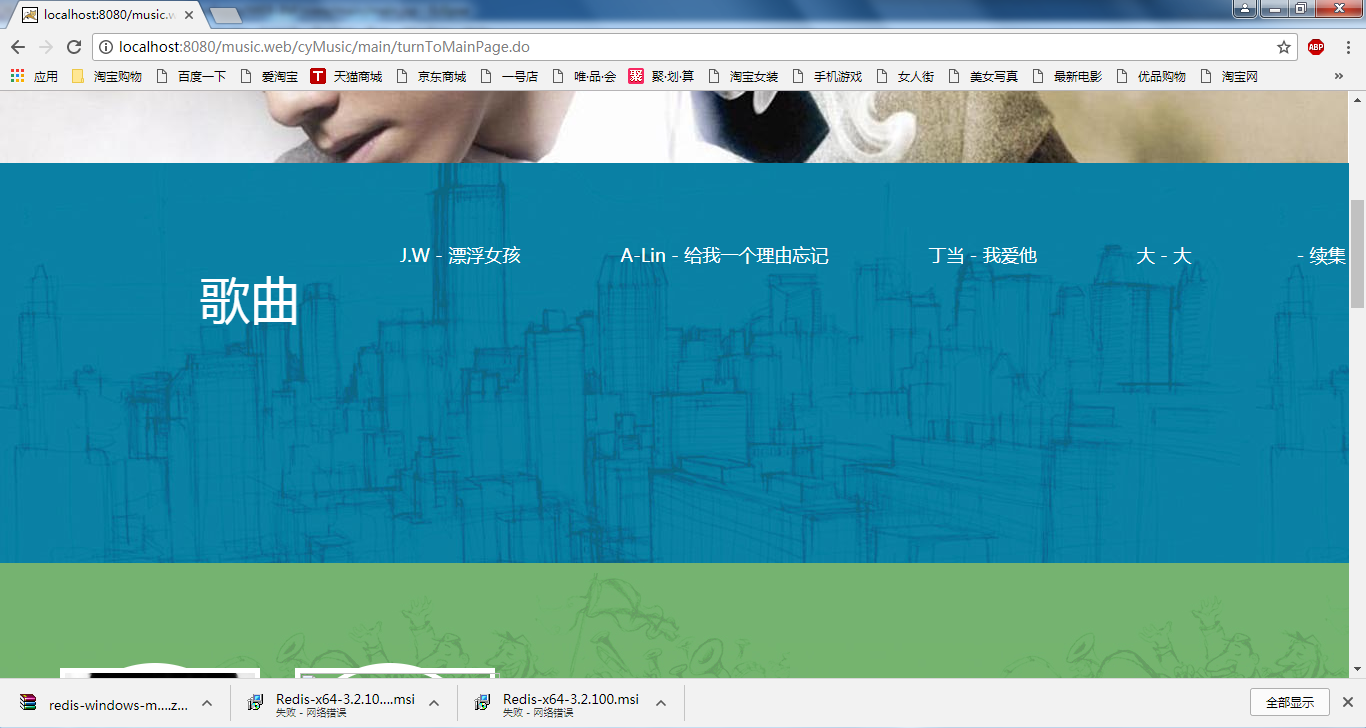 localhost:8080/music.w
localhost:8080/music.web/cyMusic/main/turnToMainPage.do
ABP
应用 淘宝购物 百度一下 爱淘宝 T 天猫商城 京东商城 一号店 唯·品·会 聚 聚·划·算 淘宝女装 手机游戏 女人街 美女写真 最新电影 优品购物 淘宝网 »
J.W - 漂浮女孩 A-Lin - 给我一个理由忘记 丁当 - 我爱他 大 - 大 - 续集
歌曲
redis-windows-m....z...
Redis-x64-3.2.10....msi
失败 - 网络错误
Redis-x64-3.2.100.msi
失败 - 网络错误
全部显示